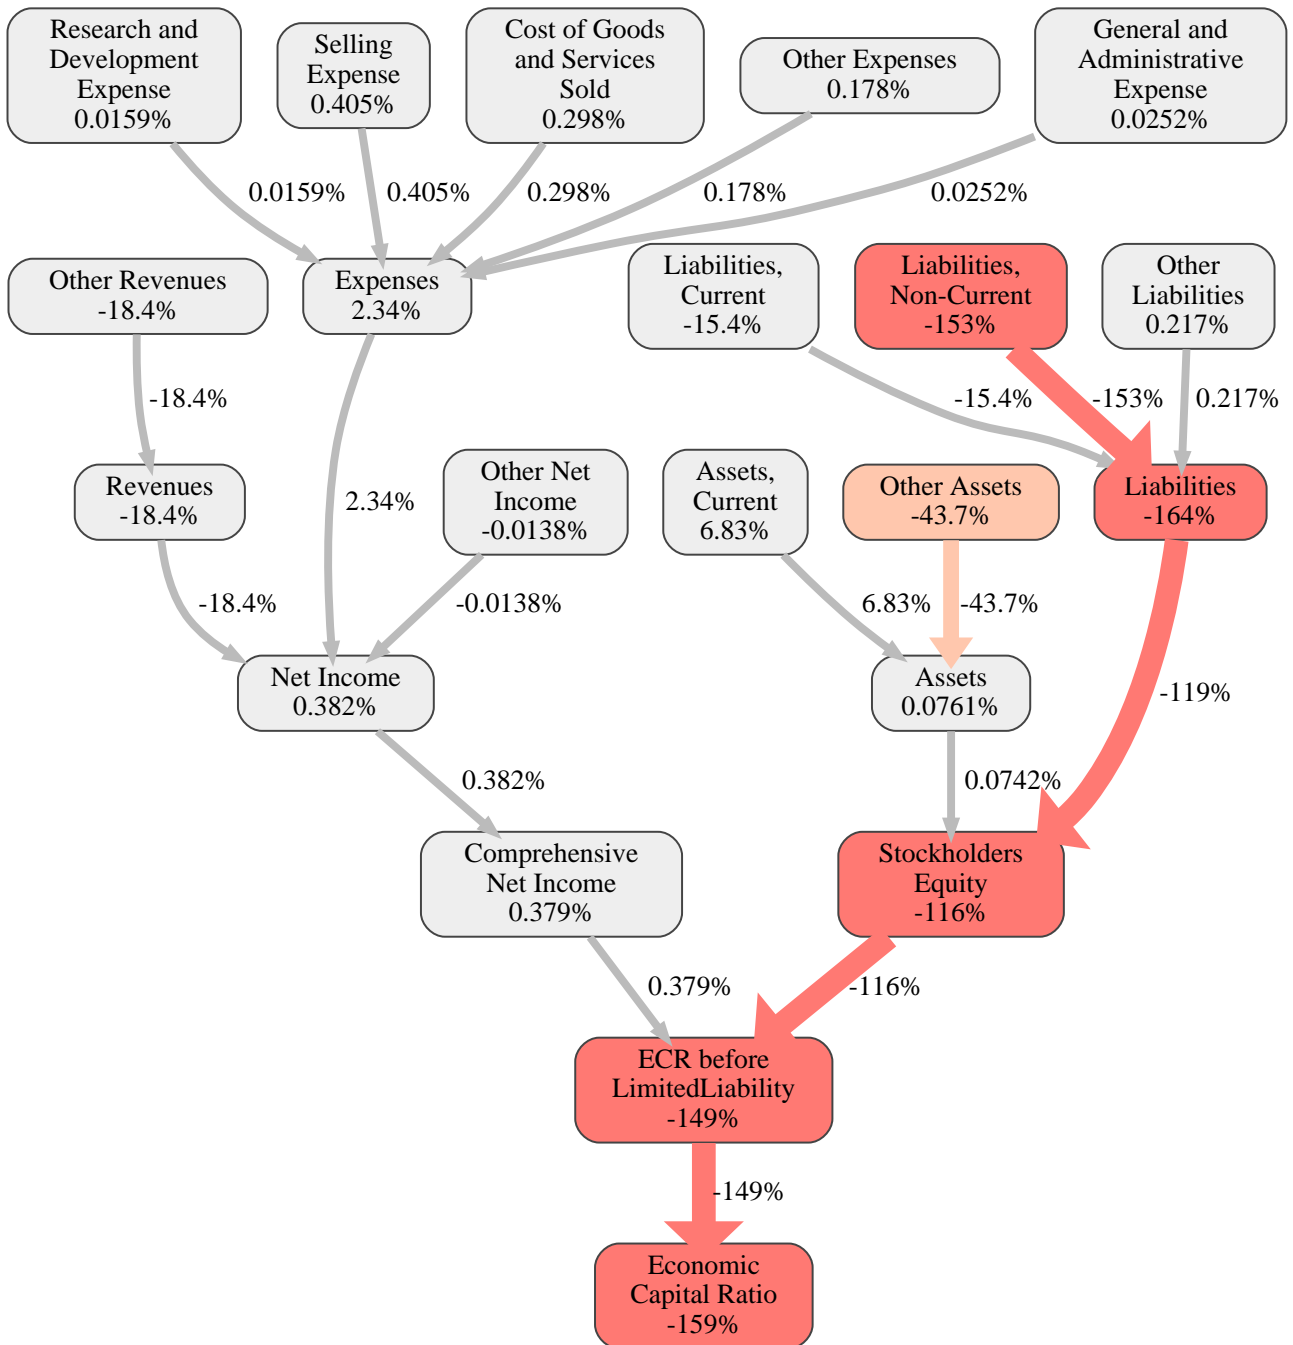 Research and
Development
Expense
0.0159%
Selling
Expense
0.405%
Cost of Goods
and Services
Sold
0.298%
Other Expenses
0.178%
General and
Administrative
Expense
0.0252%
0.0159%
0.405%
0.298%
0.178%
0.0252%
Other Revenues
-18.4%
Expenses
2.34%
Liabilities,
Current
-15.4%
Liabilities,
Non-Current
-153%
Other
Liabilities
0.217%
-18.4%
-15.4%
-153%
0.217%
Revenues
-18.4%
2.34%
Other Net
Income
-0.0138%
Assets,
Current
6.83%
Other Assets
-43.7%
Liabilities
-164%
-18.4%
-0.0138%
6.83%
-43.7%
Net Income
0.382%
Assets
0.0761%
-119%
0.382%
0.0742%
Comprehensive
Net Income
0.379%
Stockholders
Equity
-116%
0.379%
-116%
ECR before
LimitedLiability
-149%
-149%
Economic
Capital Ratio
-159%